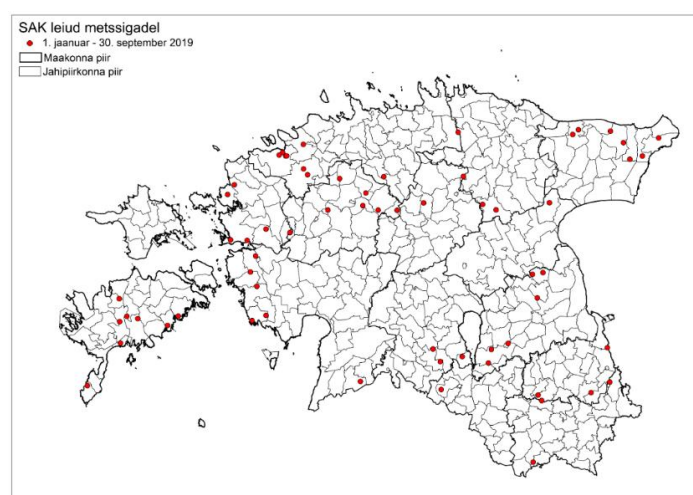 SAK leiud metssigadel
1. jaanuar - 30. september 2019
Maakonna piir
Jahipiirkonna piir